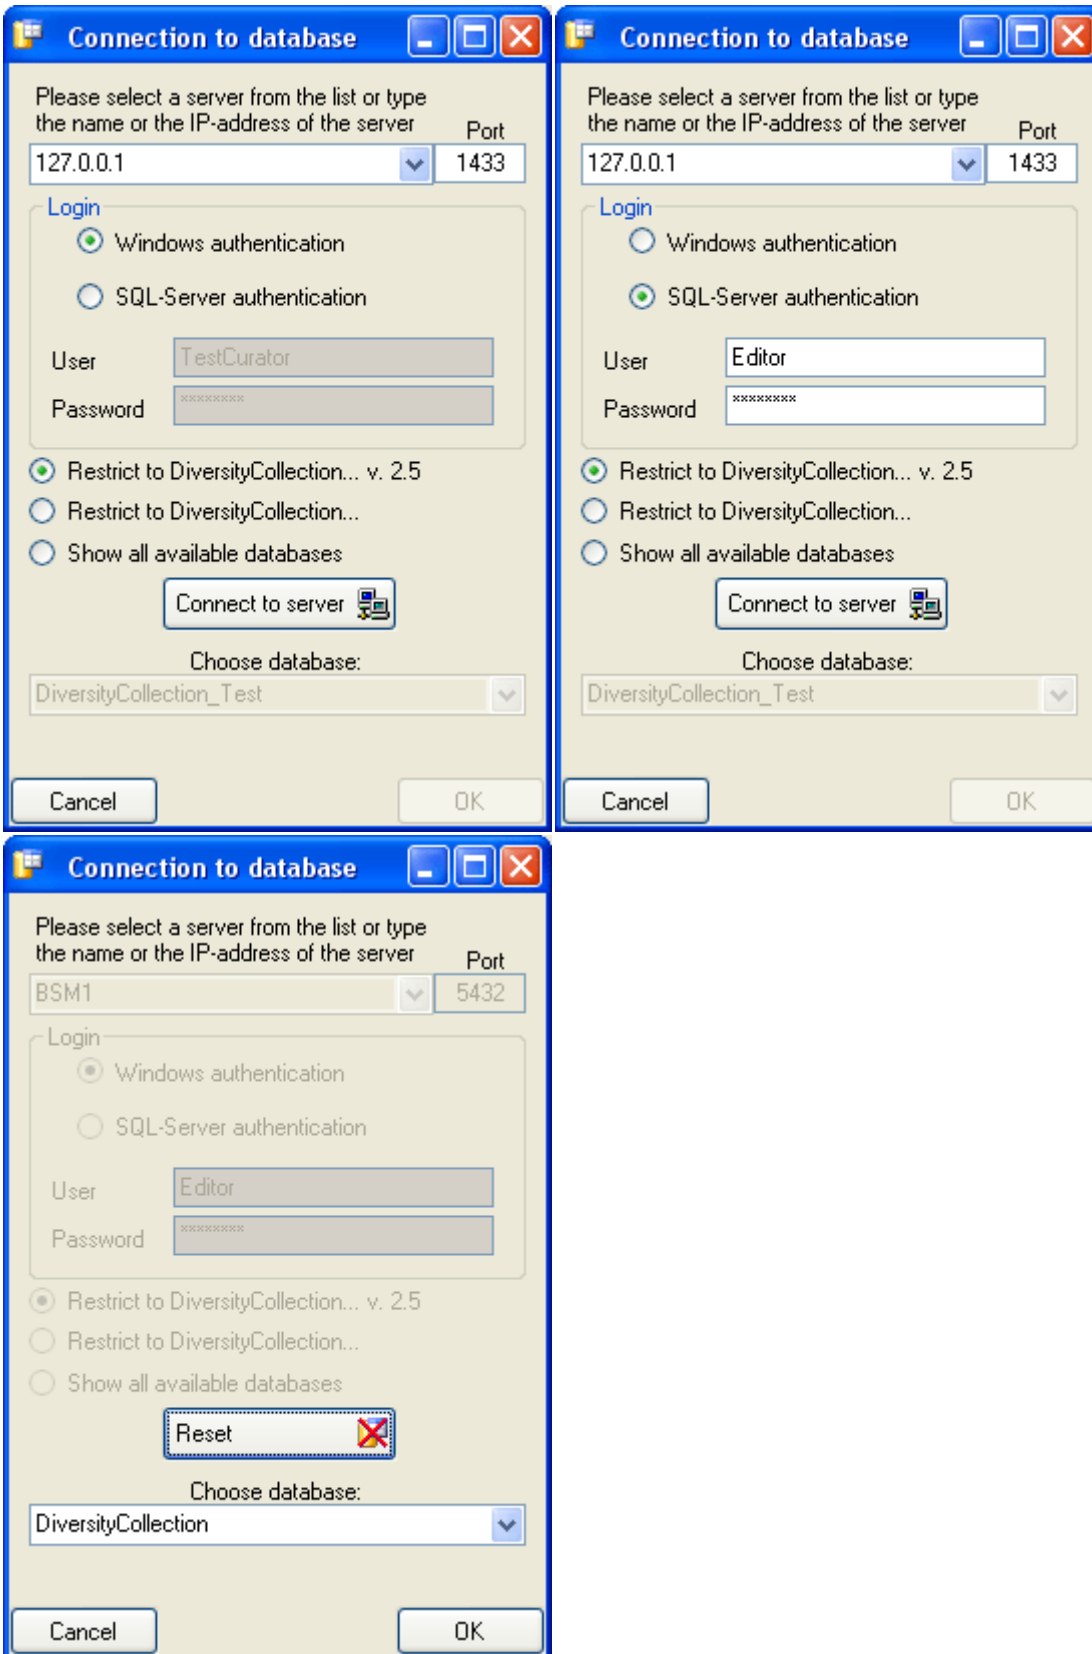 Connection to database
Please select a server from the list or type
the name or the IP-address of the server
Port
127.0.0.1
1433
Login
Windows authentication
SQL-Server authentication
User
TestCurator
Password
xxxxxxxx
Restrict to DiversityCollection... v. 2.5
Restrict to DiversityCollection...
Show all available databases
Connect to server
Choose database:
DiversityCollection_Test
Cancel
OK
Connection to database
Please select a server from the list or type
the name or the IP-address of the server
Port
127.0.0.1
1433
Login
Windows authentication
SQL-Server authentication
User
Editor
Password
xxxxxxxx
Restrict to DiversityCollection... v. 2.5
Restrict to DiversityCollection...
Show all available databases
Connect to server
Choose database:
DiversityCollection_Test
Cancel
OK
Connection to database
Please select a server from the list or type
the name or the IP-address of the server
Port
BSM1
5432
Login
Windows authentication
SQL-Server authentication
User
Editor
Password
xxxxxxxx
Restrict to DiversityCollection... v. 2.5
Restrict to DiversityCollection...
Show all available databases
Reset
Choose database:
DiversityCollection
Cancel
OK